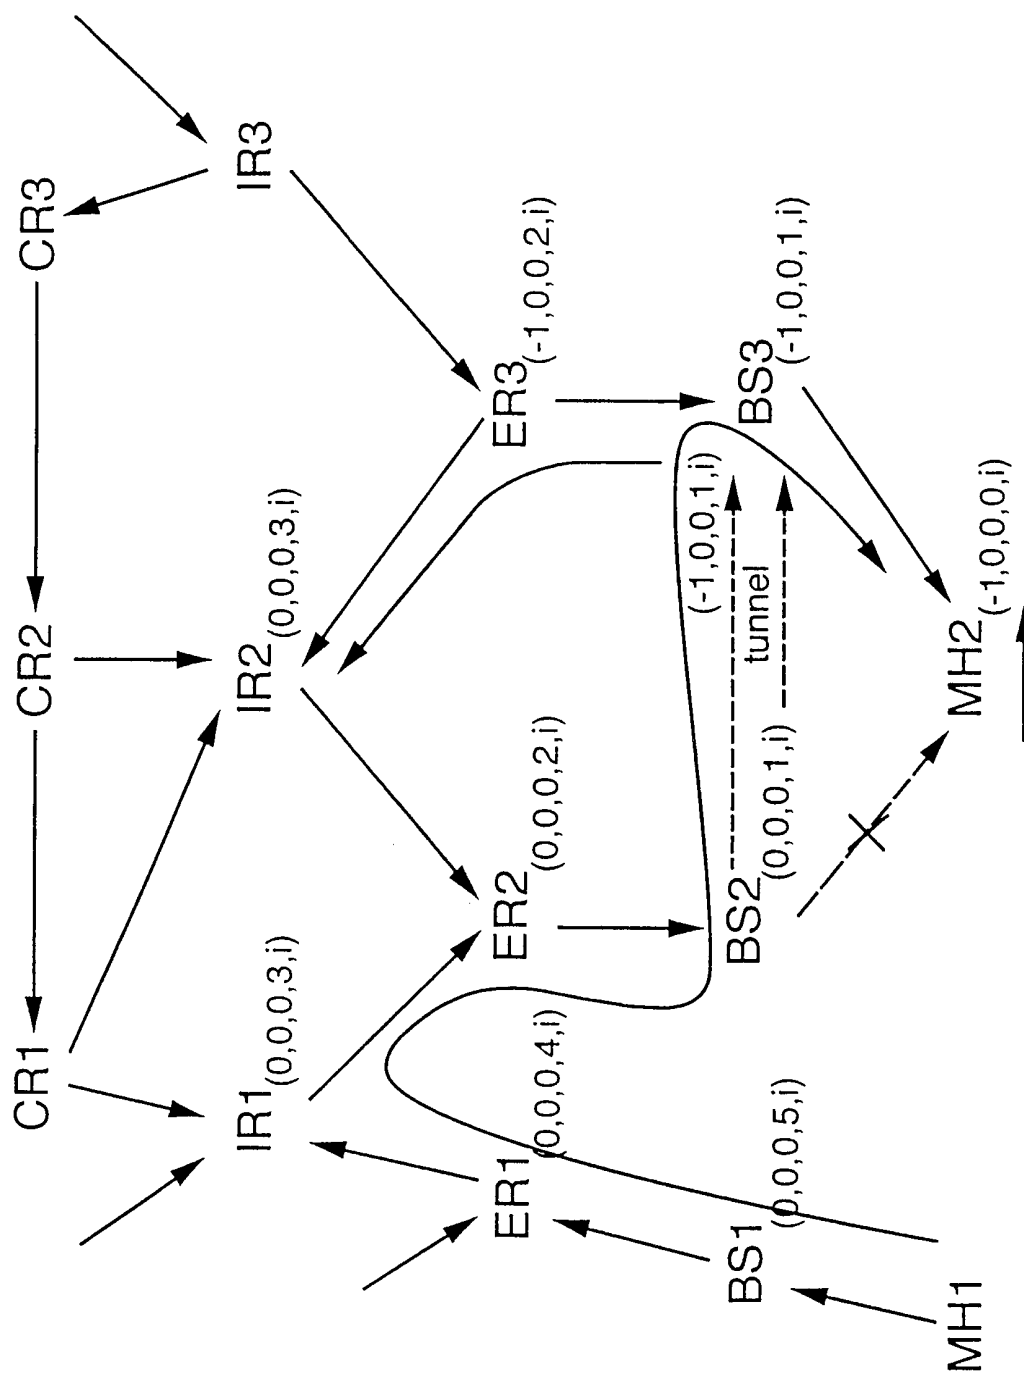 CR1
CR2
CR3
IR1 (0,0,0,3,i)
IR2 (0,0,0,3,i)
IR3
ER1 (0,0,0,4,i)
ER2 (0,0,0,2,i)
ER3 (-1,0,0,2,i)
BS1 (0,0,0,5,i)
BS2 (0,0,0,1,i)
(-1,0,0,1,i)
tunnel
BS3 (-1,0,0,1,i)
MH1
MH2 (-1,0,0,0,i)